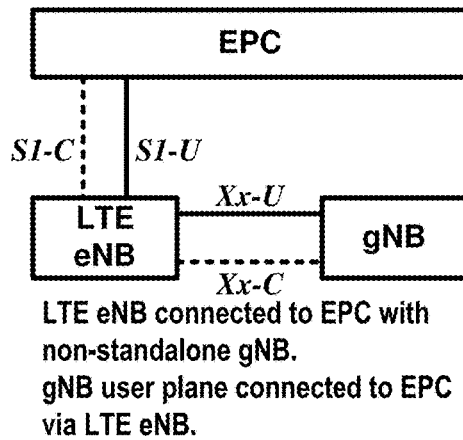 EPC
S1-C
S1-U
Xx-U
LTE
eNB
gNB
Xx-C
LTE eNB connected to EPC with
non-standalone gNB.
gNB user plane connected to EPC
via LTE eNB.